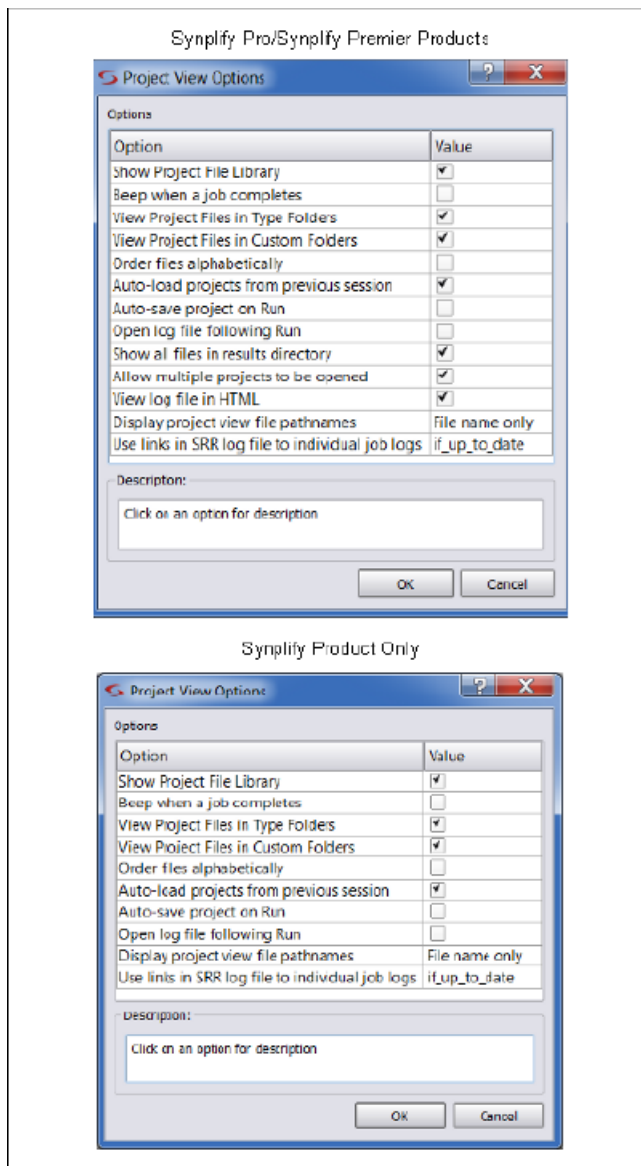 Synplify Pro/Synplify Premier Products
Project View Options
Options
Option Value
Show Project File Library
Beep when a job completes
View Project Files in Type Folders
View Project Files in Custom Folders
Order files alphabetically
Auto-load projects from previous session
Auto-save project on Run
Open log file following Run
Show all files in results directory
Allow multiple projects to be opened
View log file in HTML
Display project view file pathnames File name only
Use links in SRR log file to individual job logs if_up_to_date
Description:
Click on an option for description
OK Cancel
Synplify Product Only
Project View Options
Options
Option Value
Show Project File Library
Beep when a job completes
View Project Files in Type Folders
View Project Files in Custom Folders
Order files alphabetically
Auto-load projects from previous session
Auto-save project on Run
Open log file following Run
Display project view file pathnames File name only
Use links in SRR log file to individual job logs if_up_to_date
Description:
Click on an option for description
OK Cancel